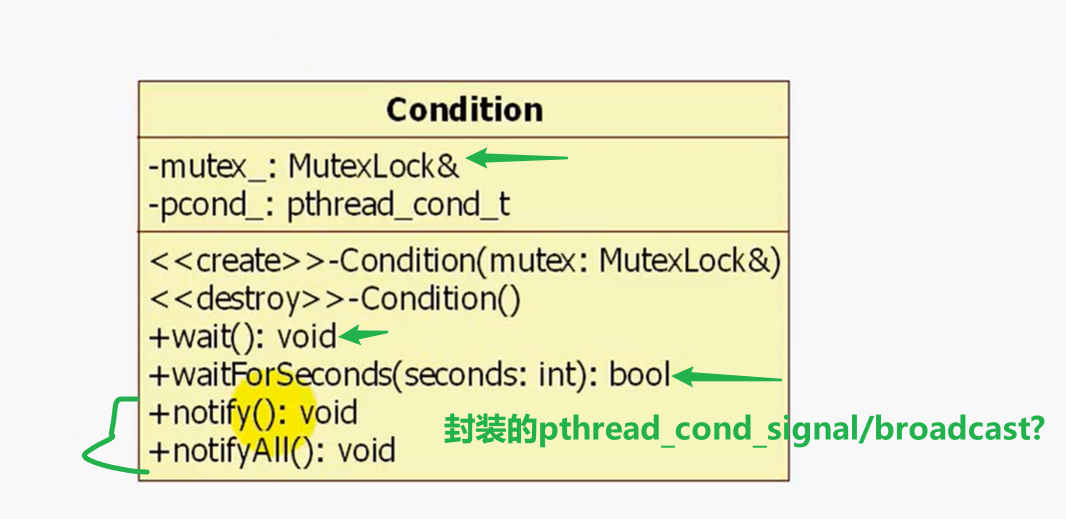 Condition
-mutex_: MutexLock&
-pcond_: pthread_cond_t
<<create>>-Condition(mutex: MutexLock&)
<<destroy>>-Condition()
+wait(): void
+waitForSeconds(seconds: int): bool
+notify(): void
封装的pthread_cond_signal/broadcast?
+notifyAll(): void